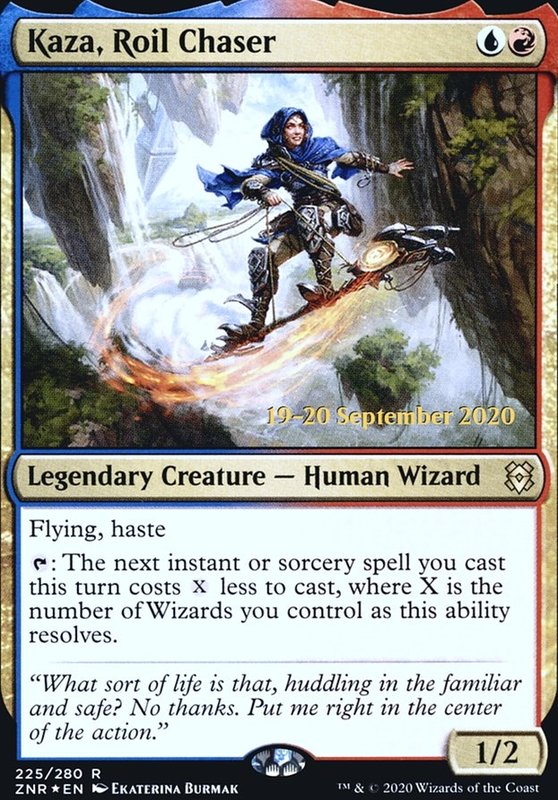 Kaza, Roil Chaser
19–20 September 2020
Legendary Creature — Human Wizard
Flying, haste
: The next instant or sorcery spell you cast
this turn costs X less to cast, where X is the
number of Wizards you control as this ability
resolves.
“What sort of life is that, huddling in the familiar
and safe? No thanks. Put me right in the center
of the action.”
1/2
225/280 R
ZNR★EN Ekaterina Burmak
™ & © 2020 Wizards of the Coast